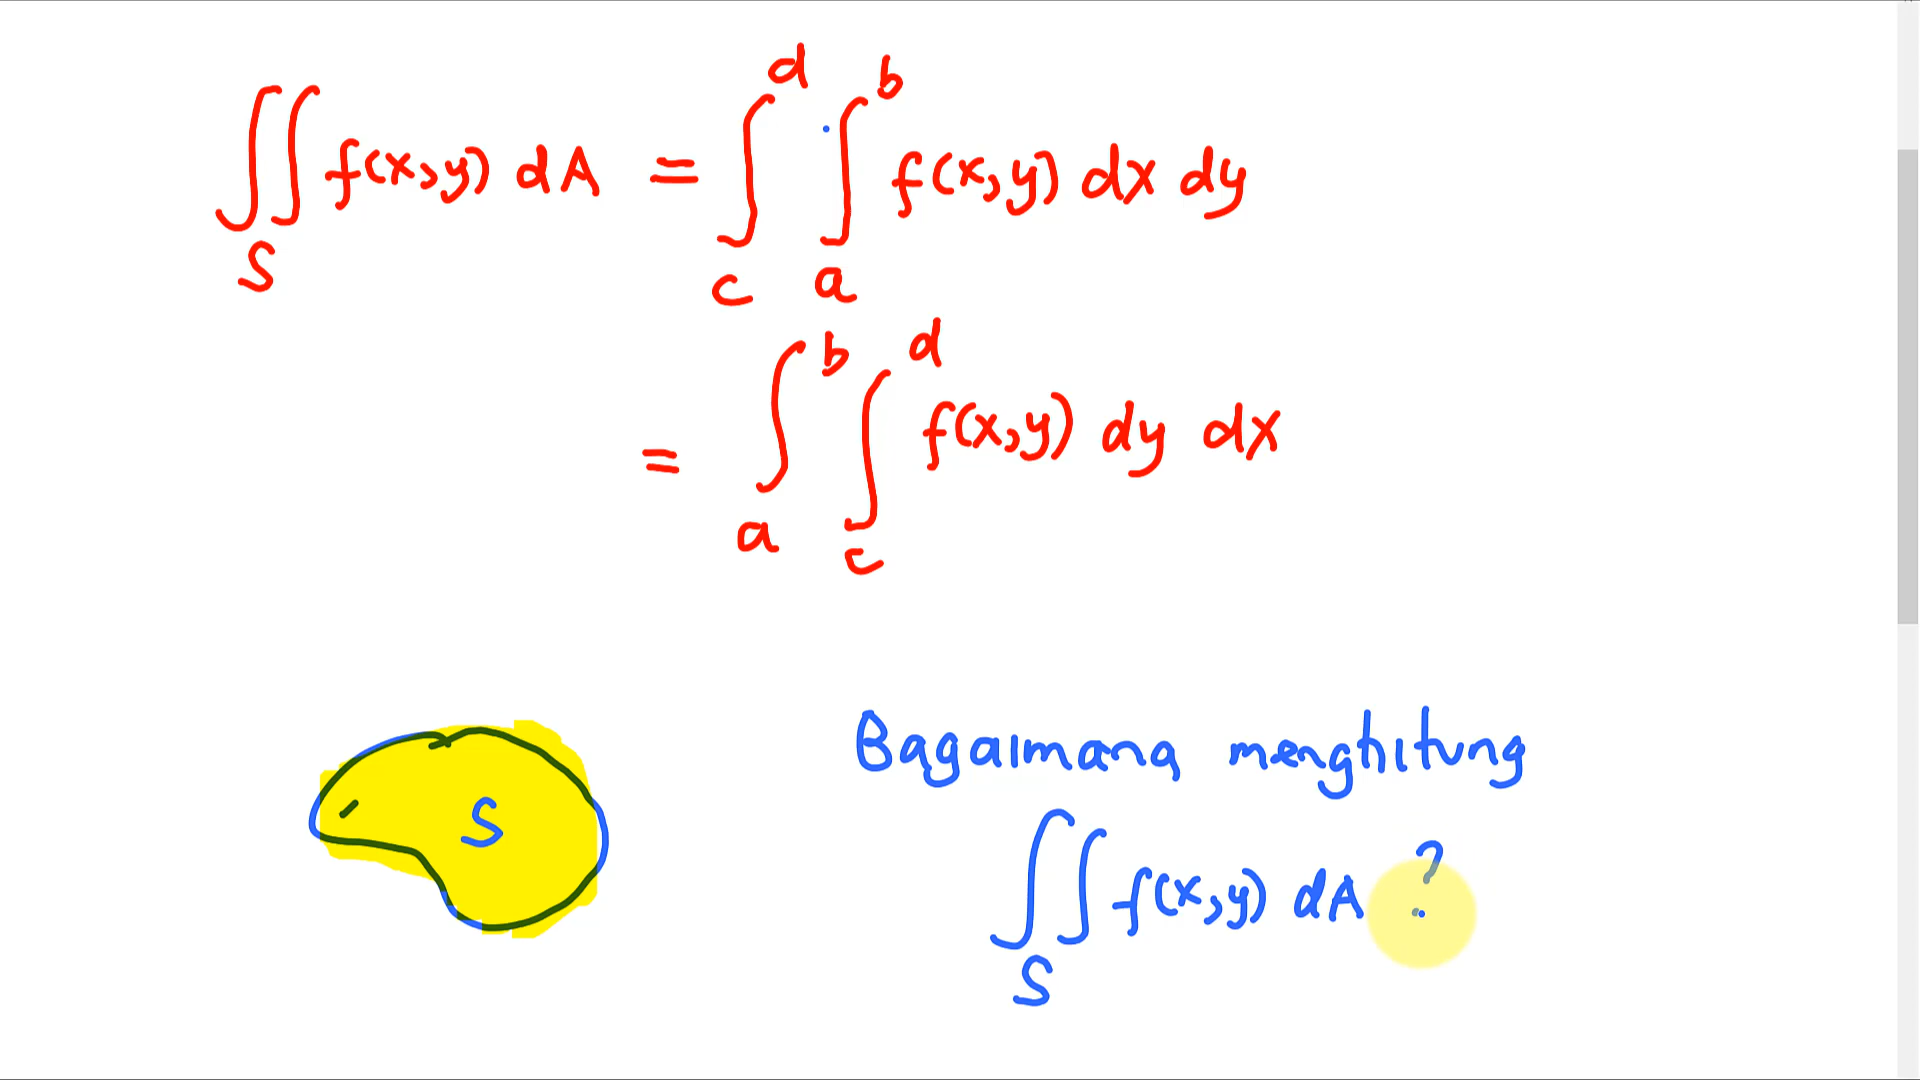 ∬_S f(x,y) dA = ∫_c^d ∫_a^b f(x,y) dx dy
= ∫_a^b ∫_c^d f(x,y) dy dx
S
Bagaimana menghitung
∬_S f(x,y) dA ?